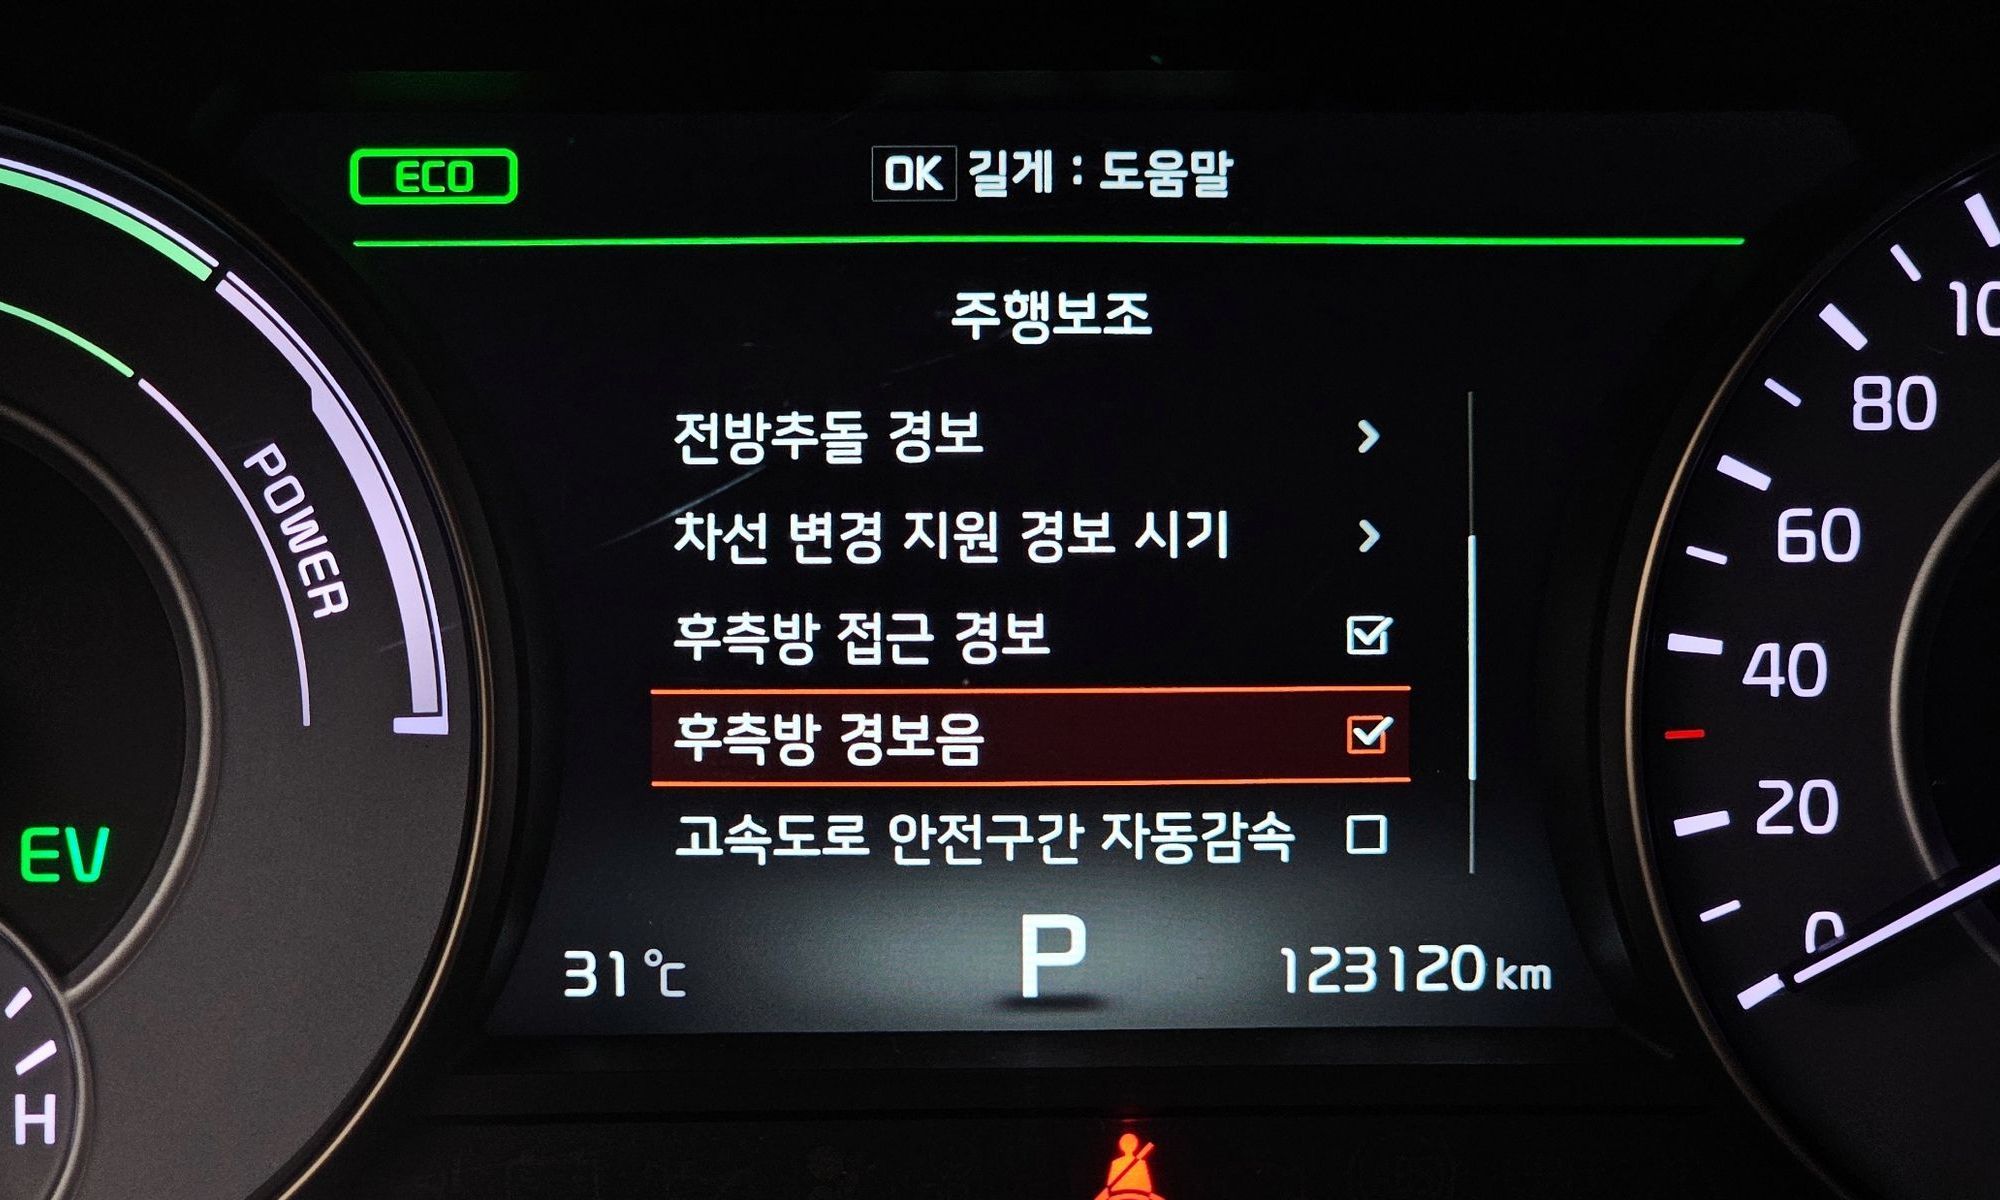 ECO
OK 길게 : 도움말
주행보조
전방추돌 경보
차선 변경 지원 경보 시기
후측방 접근 경보
후측방 경보음
고속도로 안전구간 자동감속
31 ℃
P
123120 km
POWER
EV
H
80
60
40
20
0